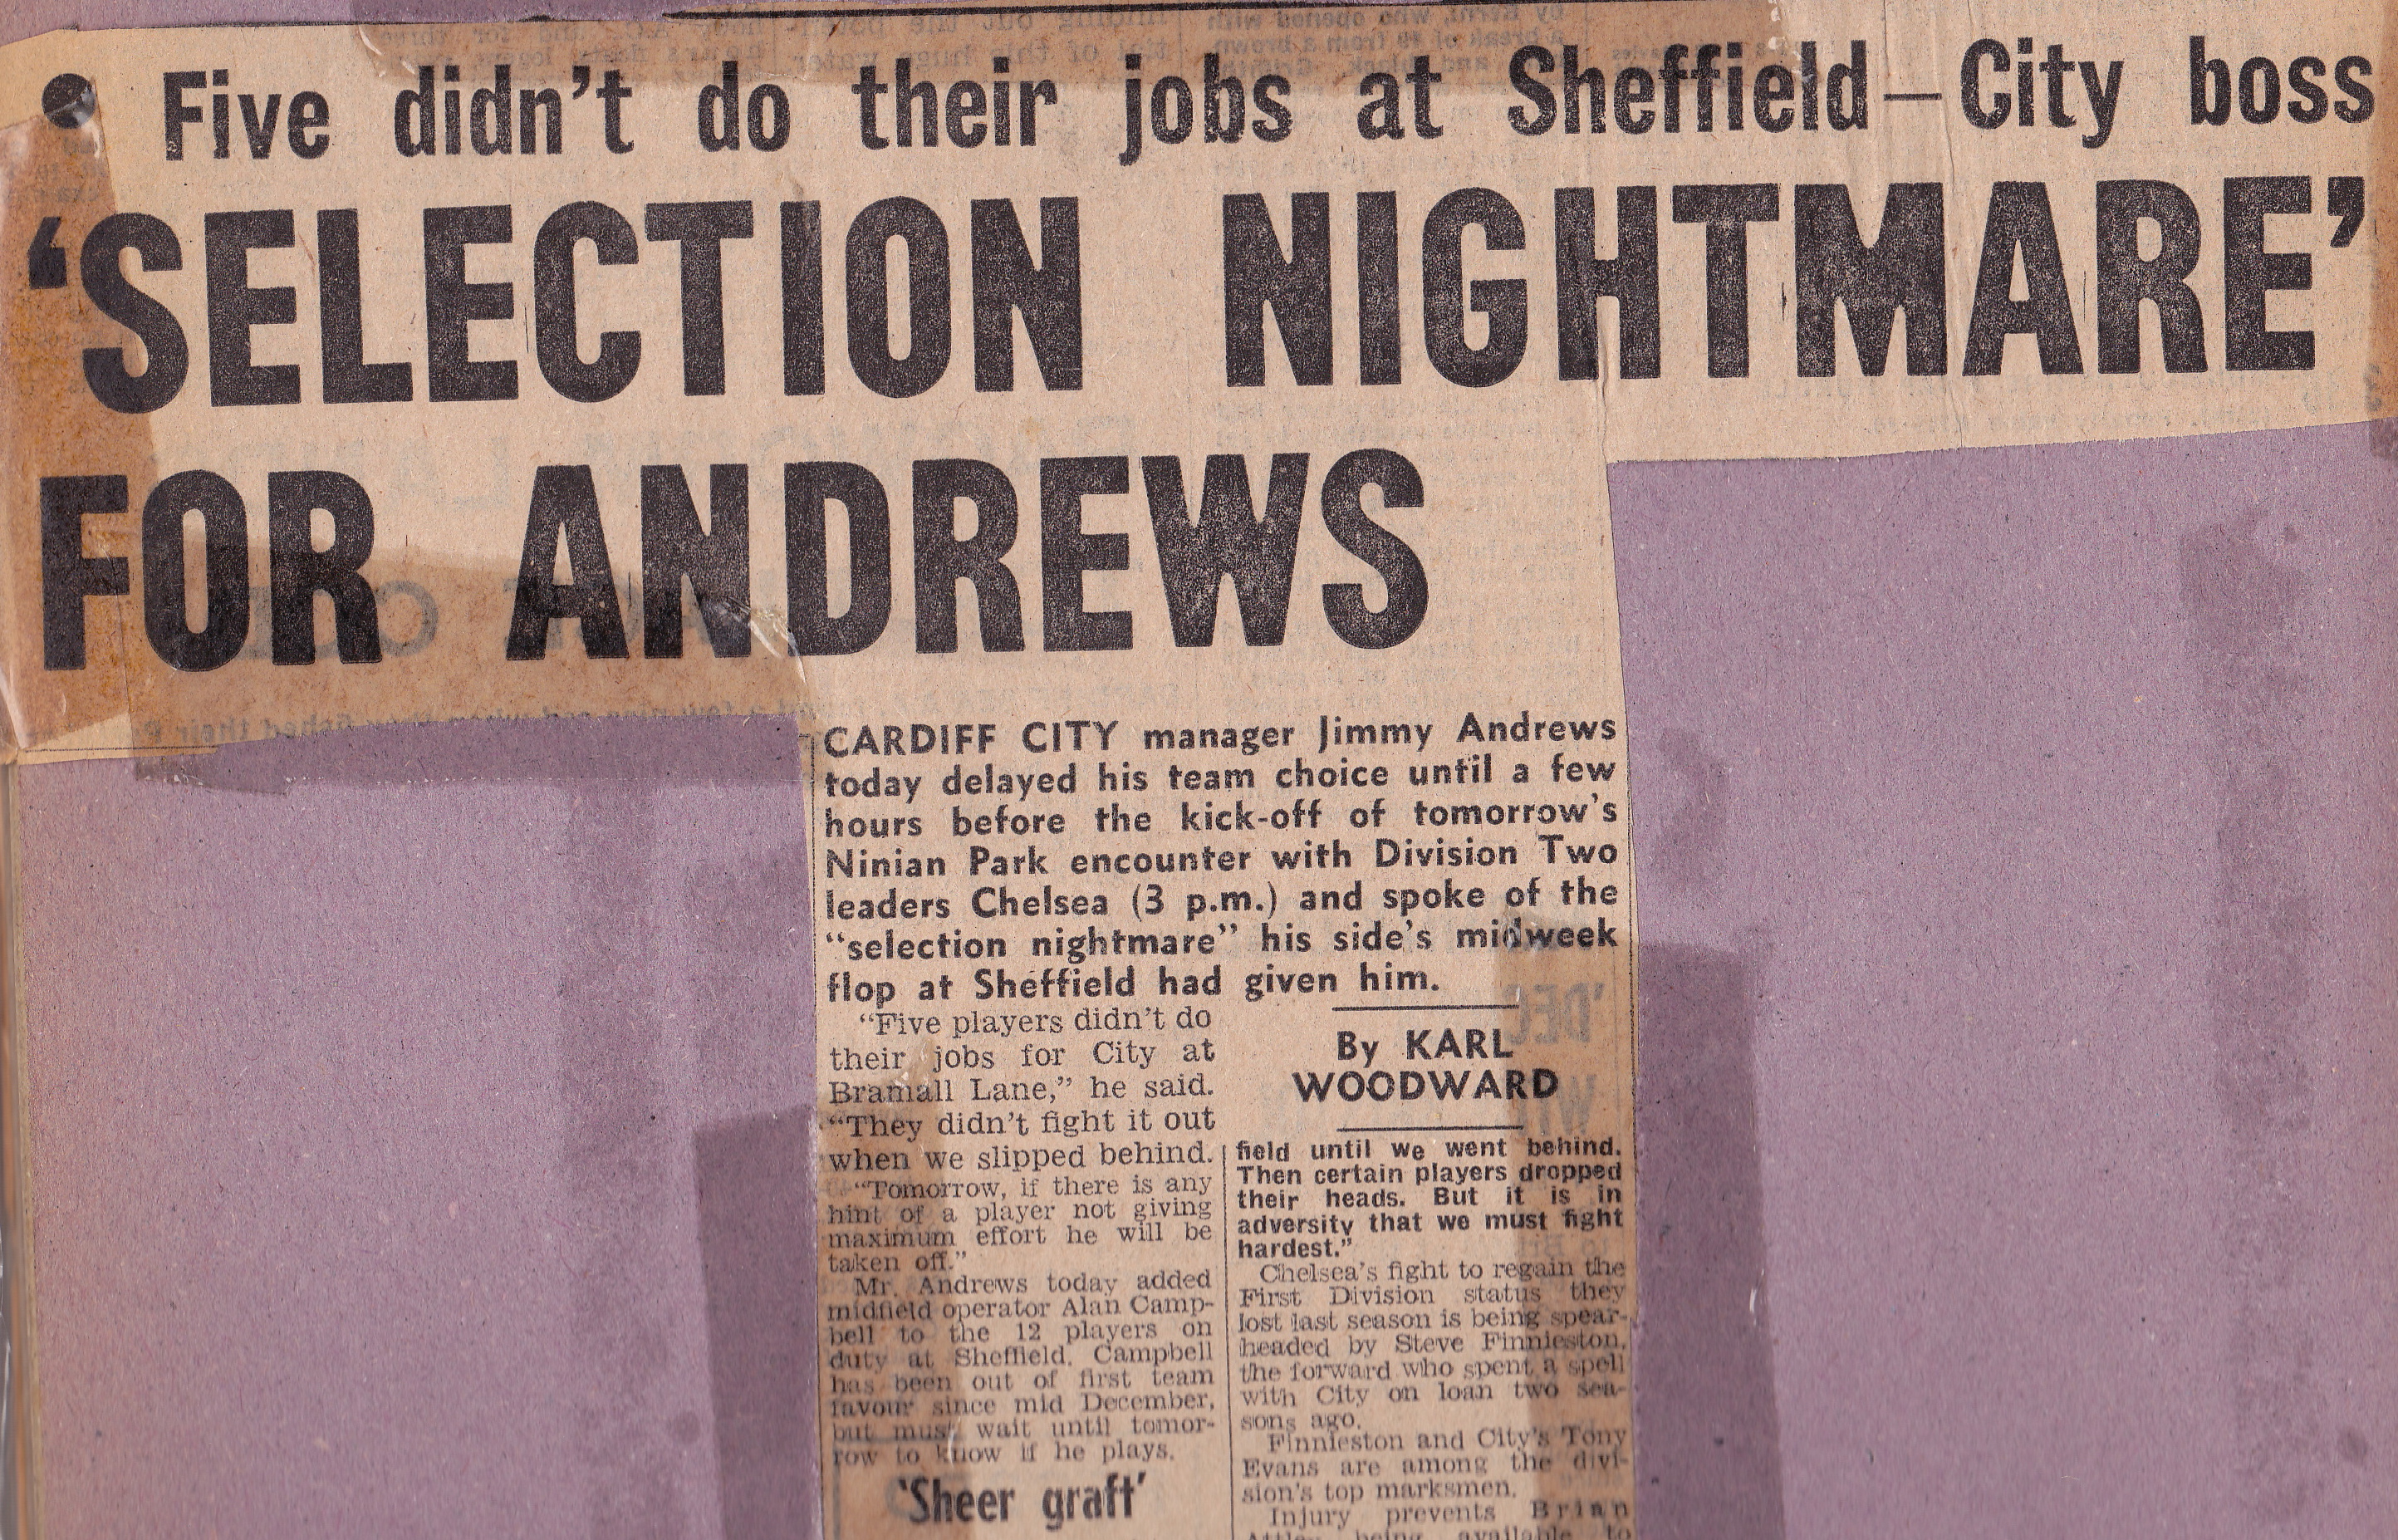 ● Five didn't do their jobs at Sheffield—City boss
‘SELECTION NIGHTMARE’
FOR ANDREWS
CARDIFF CITY manager Jimmy Andrews
today delayed his team choice until a few
hours before the kick-off of tomorrow's
Ninian Park encounter with Division Two
leaders Chelsea (3 p.m.) and spoke of the
“selection nightmare” his side's midweek
flop at Sheffield had given him.
“Five players didn't do
their jobs for City at
Bramall Lane,” he said.
“They didn't fight it out
when we slipped behind.
“Tomorrow, if there is any
hint of a player not giving
maximum effort he will be
taken off.”
Mr. Andrews today added
midfield operator Alan Camp-
bell to the 12 players on
duty at Sheffield. Campbell
has been out of first team
favour since mid December,
but must wait until tomor-
row to know if he plays.
‘Sheer graft’
By KARL
WOODWARD
field until we went behind.
Then certain players dropped
their heads. But it is in
adversity that we must fight
hardest.”
Chelsea's fight to regain the
First Division status they
lost last season is being spear-
headed by Steve Finnieston,
the forward who spent a spell
with City on loan two sea-
sons ago.
Finnieston and City's Tony
Evans are among the divi-
sion's top marksmen.
Injury prevents Brian
Attley being available to